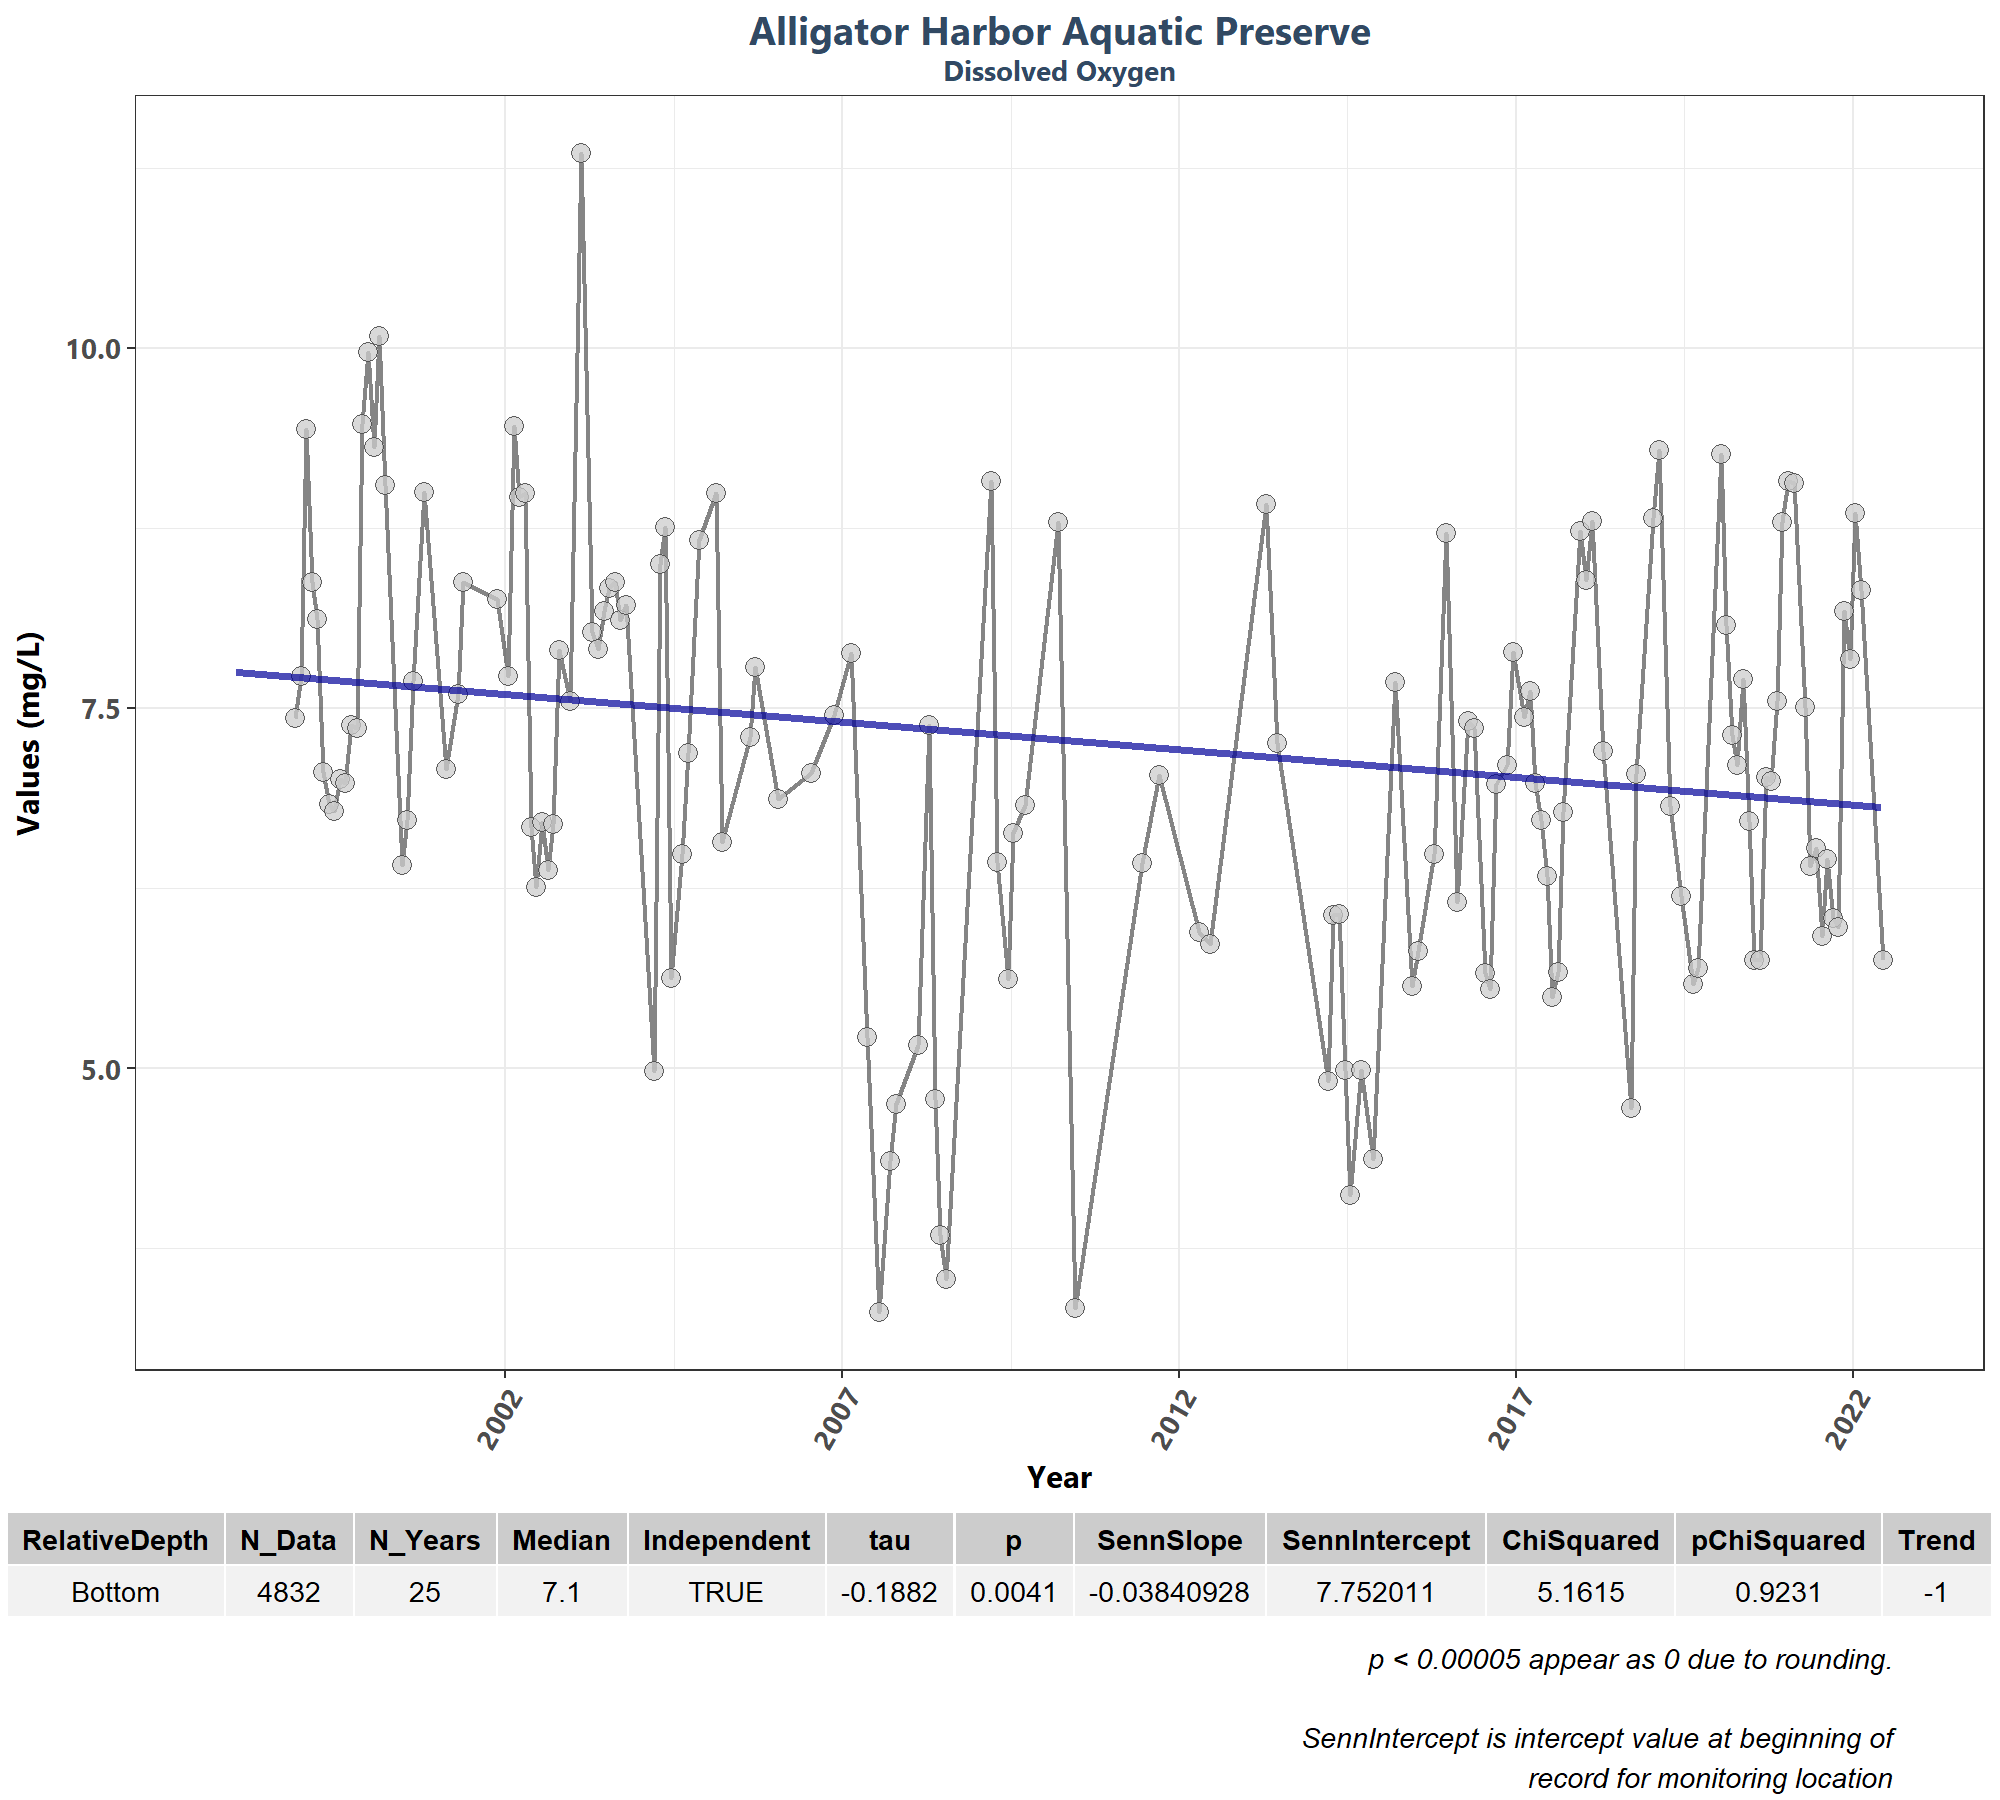 Alligator Harbor Aquatic Preserve
Dissolved Oxygen
Values (mg/L)
10.0
7.5
5.0
2002 2007 2012 2017 2022
Year
RelativeDepth N_Data N_Years Median Independent tau p SennSlope SennIntercept ChiSquared pChiSquared Trend
Bottom 4832 25 7.1 TRUE -0.1882 0.0041 -0.03840928 7.752011 5.1615 0.9231 -1
p < 0.00005 appear as 0 due to rounding.
SennIntercept is intercept value at beginning of
record for monitoring location